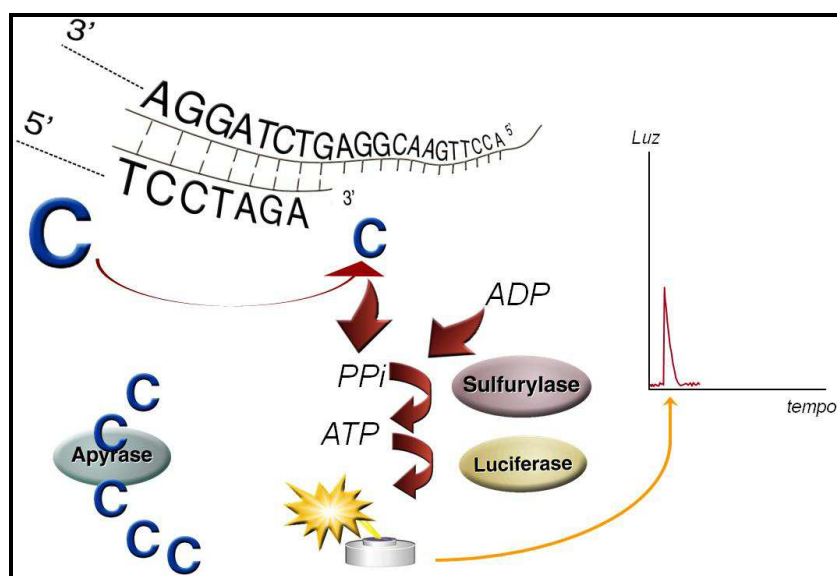 3'
AGGATCTGAGGCAAGTTCCA 5'
5'
TCCTAGA 3'
C
C
ADP
PPi
Sulfurylase
ATP
Luciferase
C
C
Apyrase
C
C
C
Luz
tempo